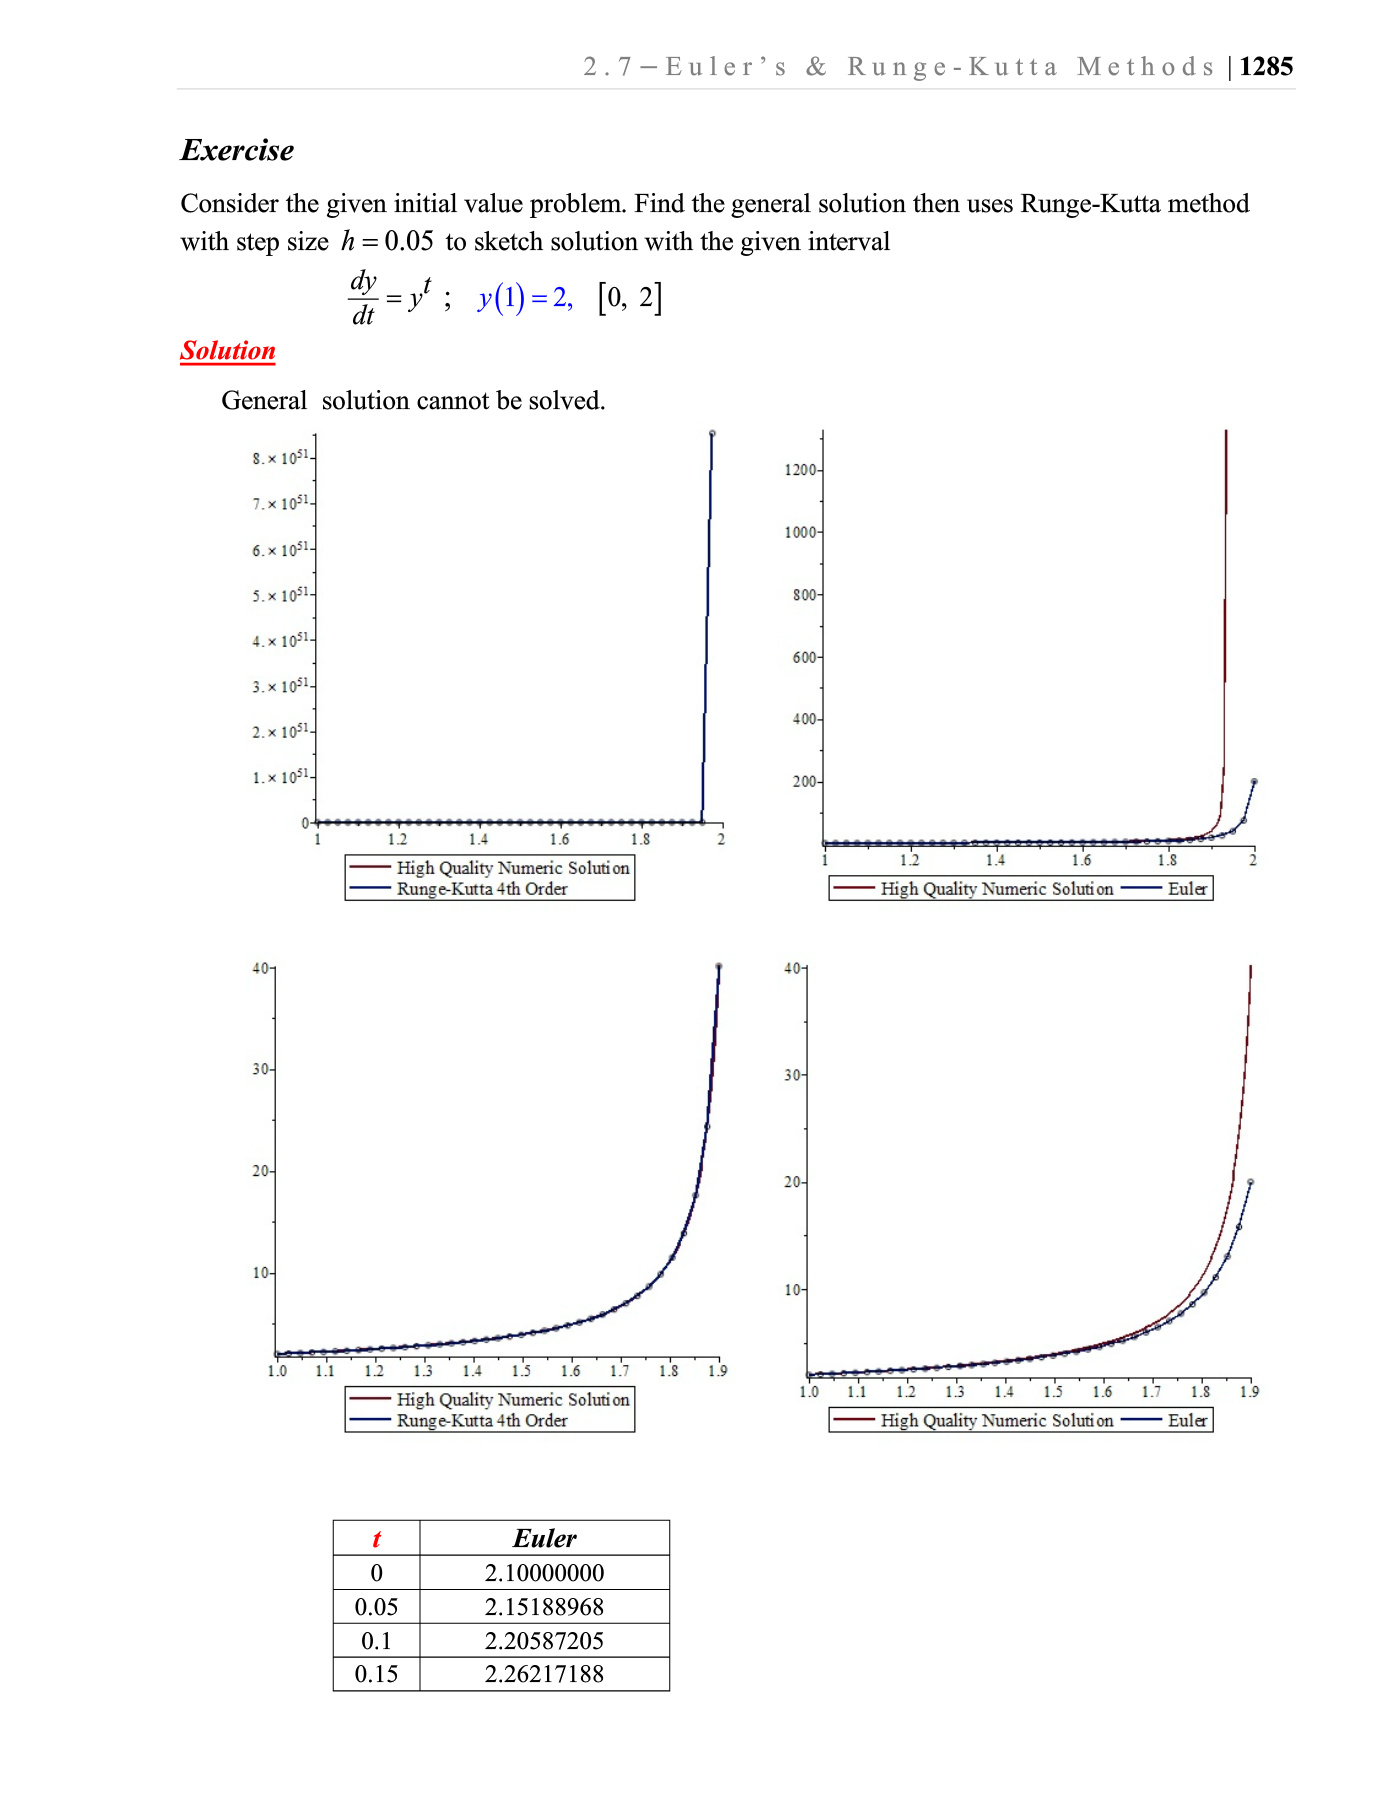 2.7 – Euler's & Runge-Kutta Methods | 1285
Exercise
Consider the given initial value problem. Find the general solution then uses Runge-Kutta method
with step size h = 0.05 to sketch solution with the given interval
dy/dt = y^t ; y(1) = 2, [0, 2]
Solution
General solution cannot be solved.
8. × 10^51
7. × 10^51
6. × 10^51
5. × 10^51
4. × 10^51
3. × 10^51
2. × 10^51
1. × 10^51
0
1 1.2 1.4 1.6 1.8 2
High Quality Numeric Solution
Runge-Kutta 4th Order
1200
1000
800
600
400
200
1 1.2 1.4 1.6 1.8 2
High Quality Numeric Solution Euler
40
30
20
10
1.0 1.1 1.2 1.3 1.4 1.5 1.6 1.7 1.8 1.9
High Quality Numeric Solution
Runge-Kutta 4th Order
40
30
20
10
1.0 1.1 1.2 1.3 1.4 1.5 1.6 1.7 1.8 1.9
High Quality Numeric Solution Euler
t Euler
0 2.10000000
0.05 2.15188968
0.1 2.20587205
0.15 2.26217188